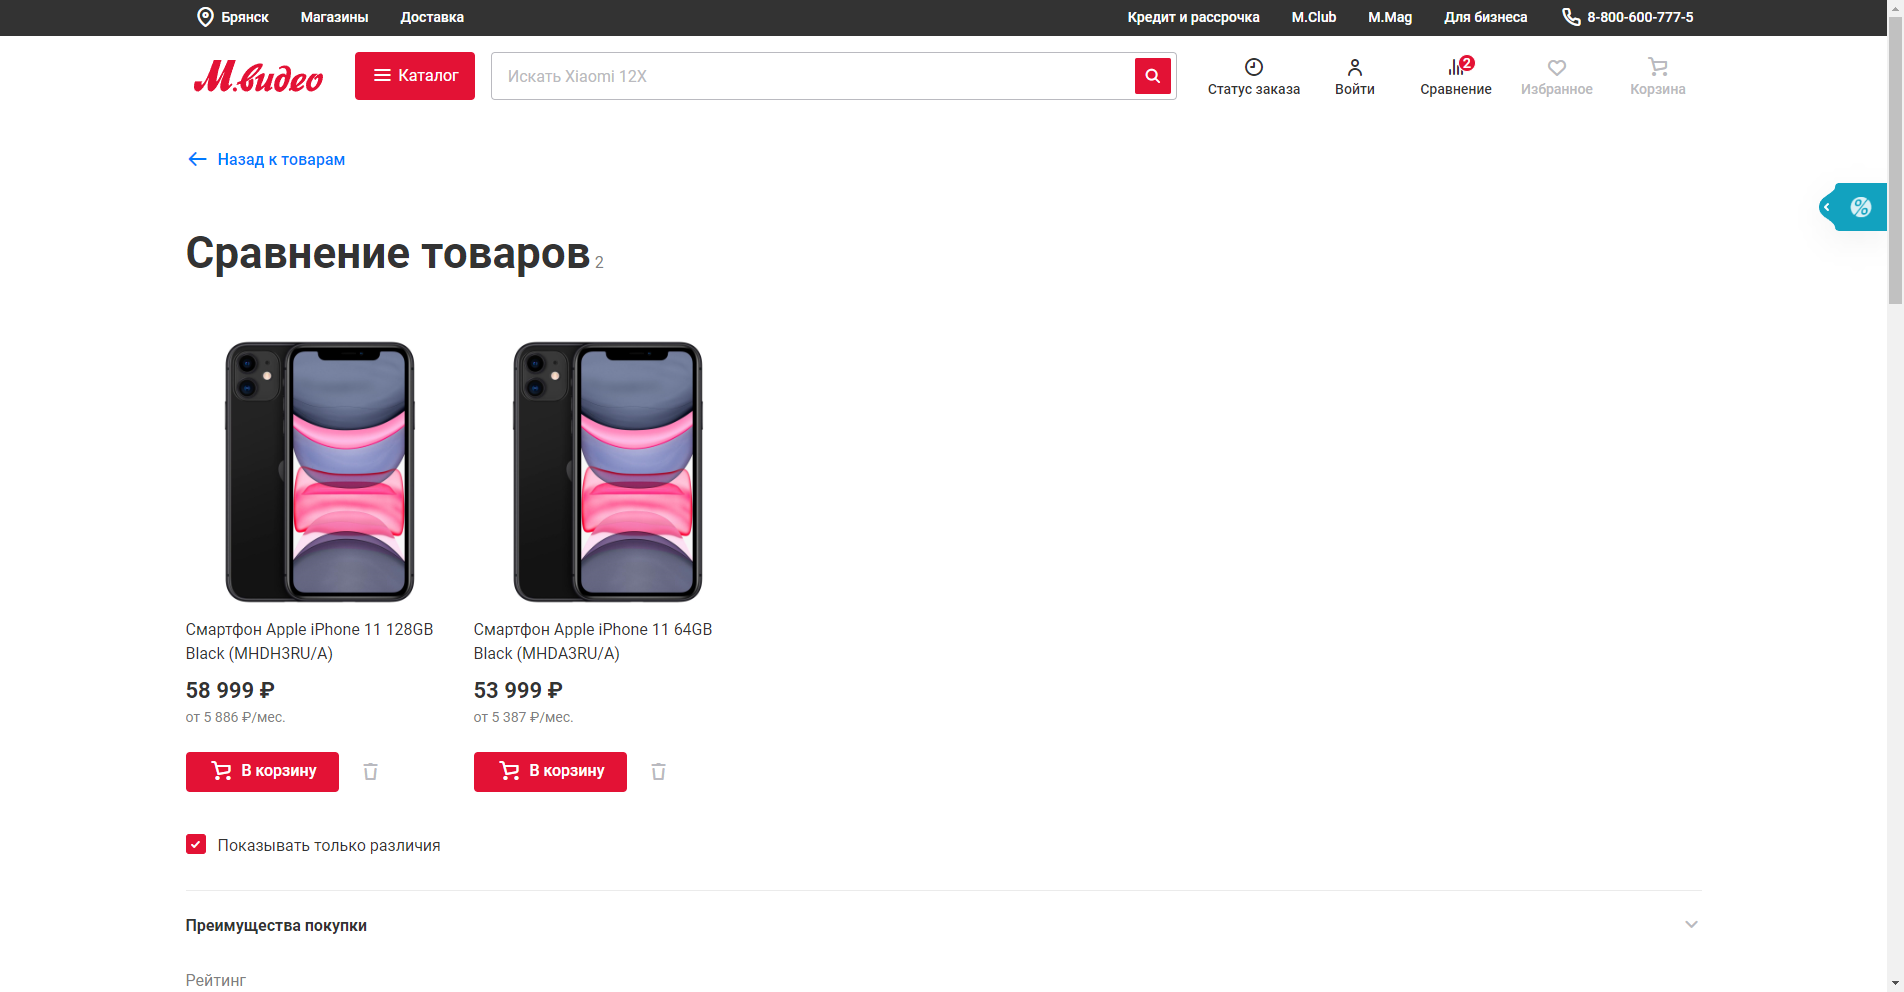 Брянск
Магазины
Доставка
Кредит и рассрочка
M.Club
M.Mag
Для бизнеса
8-800-600-777-5
М.видео
Каталог
Искать Xiaomi 12X
Статус заказа
Войти
2
Сравнение
Избранное
Корзина
Назад к товарам
%
Сравнение товаров 2
Смартфон Apple iPhone 11 128GB
Black (MHDH3RU/A)
58 999 ₽
от 5 886 ₽/мес.
В корзину
Смартфон Apple iPhone 11 64GB
Black (MHDA3RU/A)
53 999 ₽
от 5 387 ₽/мес.
В корзину
Показывать только различия
Преимущества покупки
Рейтинг